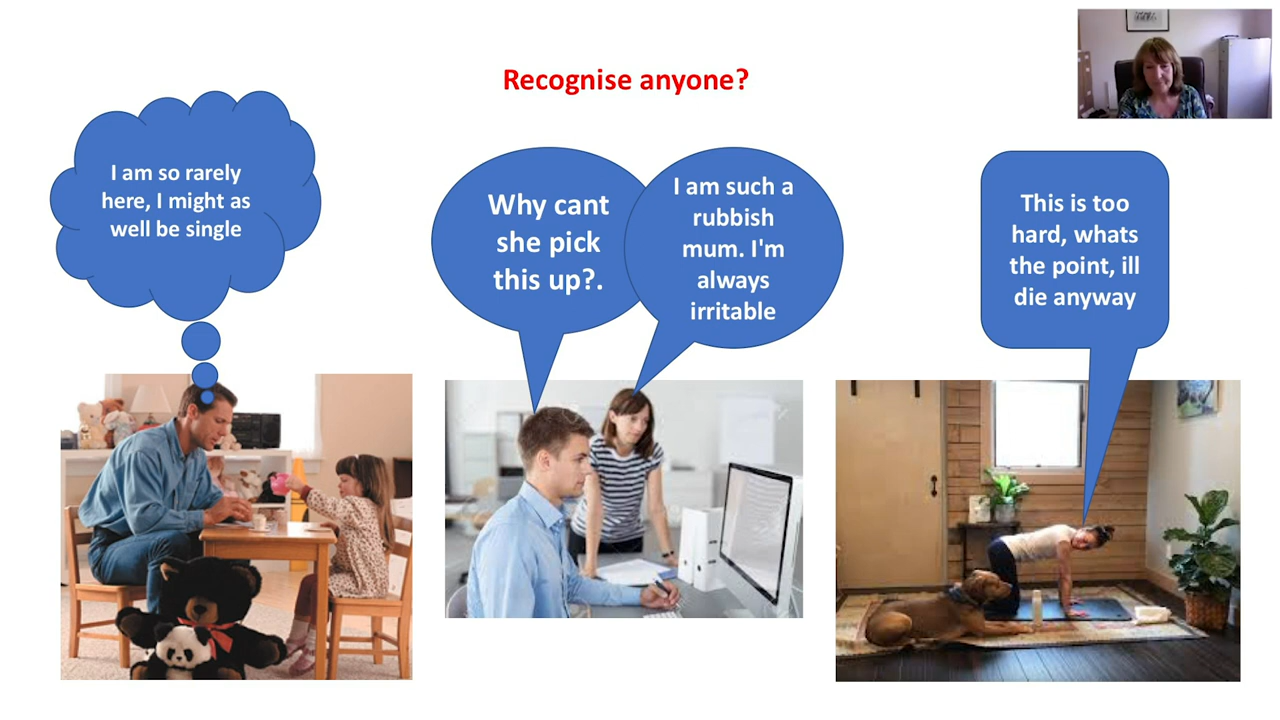 Recognise anyone?
I am so rarely
here, I might as
well be single
Why cant
she pick
this up?.
I am such a
rubbish
mum. I'm
always
irritable
This is too
hard, whats
the point, ill
die anyway